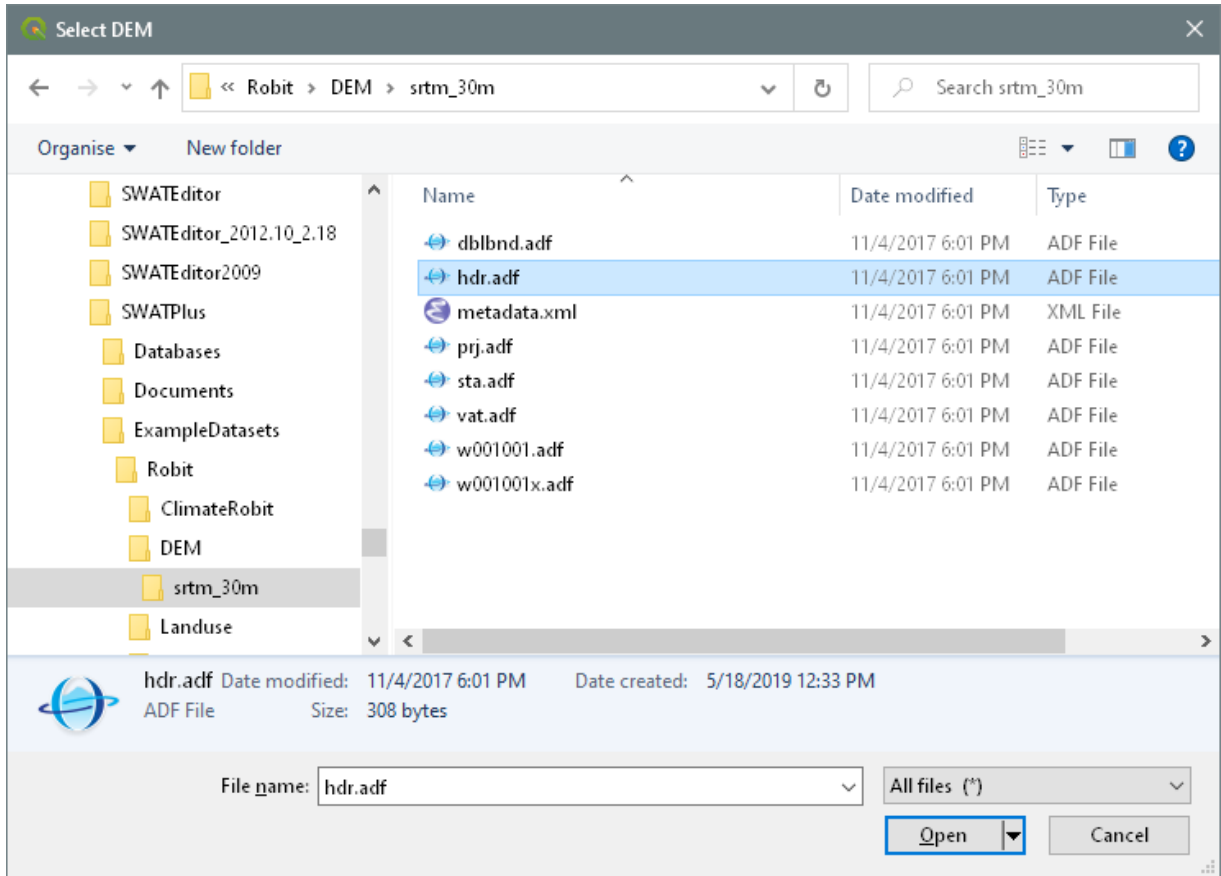 Select DEM
« Robit > DEM > srtm_30m
Search srtm_30m
Organise
New folder
SWATEditor
SWATEditor_2012.10_2.18
SWATEditor2009
SWATPlus
Databases
Documents
ExampleDatasets
Robit
ClimateRobit
DEM
srtm_30m
Landuse
Name Date modified Type
dblbnd.adf 11/4/2017 6:01 PM ADF File
hdr.adf 11/4/2017 6:01 PM ADF File
metadata.xml 11/4/2017 6:01 PM XML File
prj.adf 11/4/2017 6:01 PM ADF File
sta.adf 11/4/2017 6:01 PM ADF File
vat.adf 11/4/2017 6:01 PM ADF File
w001001.adf 11/4/2017 6:01 PM ADF File
w001001x.adf 11/4/2017 6:01 PM ADF File
hdr.adf Date modified: 11/4/2017 6:01 PM Date created: 5/18/2019 12:33 PM
ADF File Size: 308 bytes
File name: hdr.adf All files (*)
Open Cancel